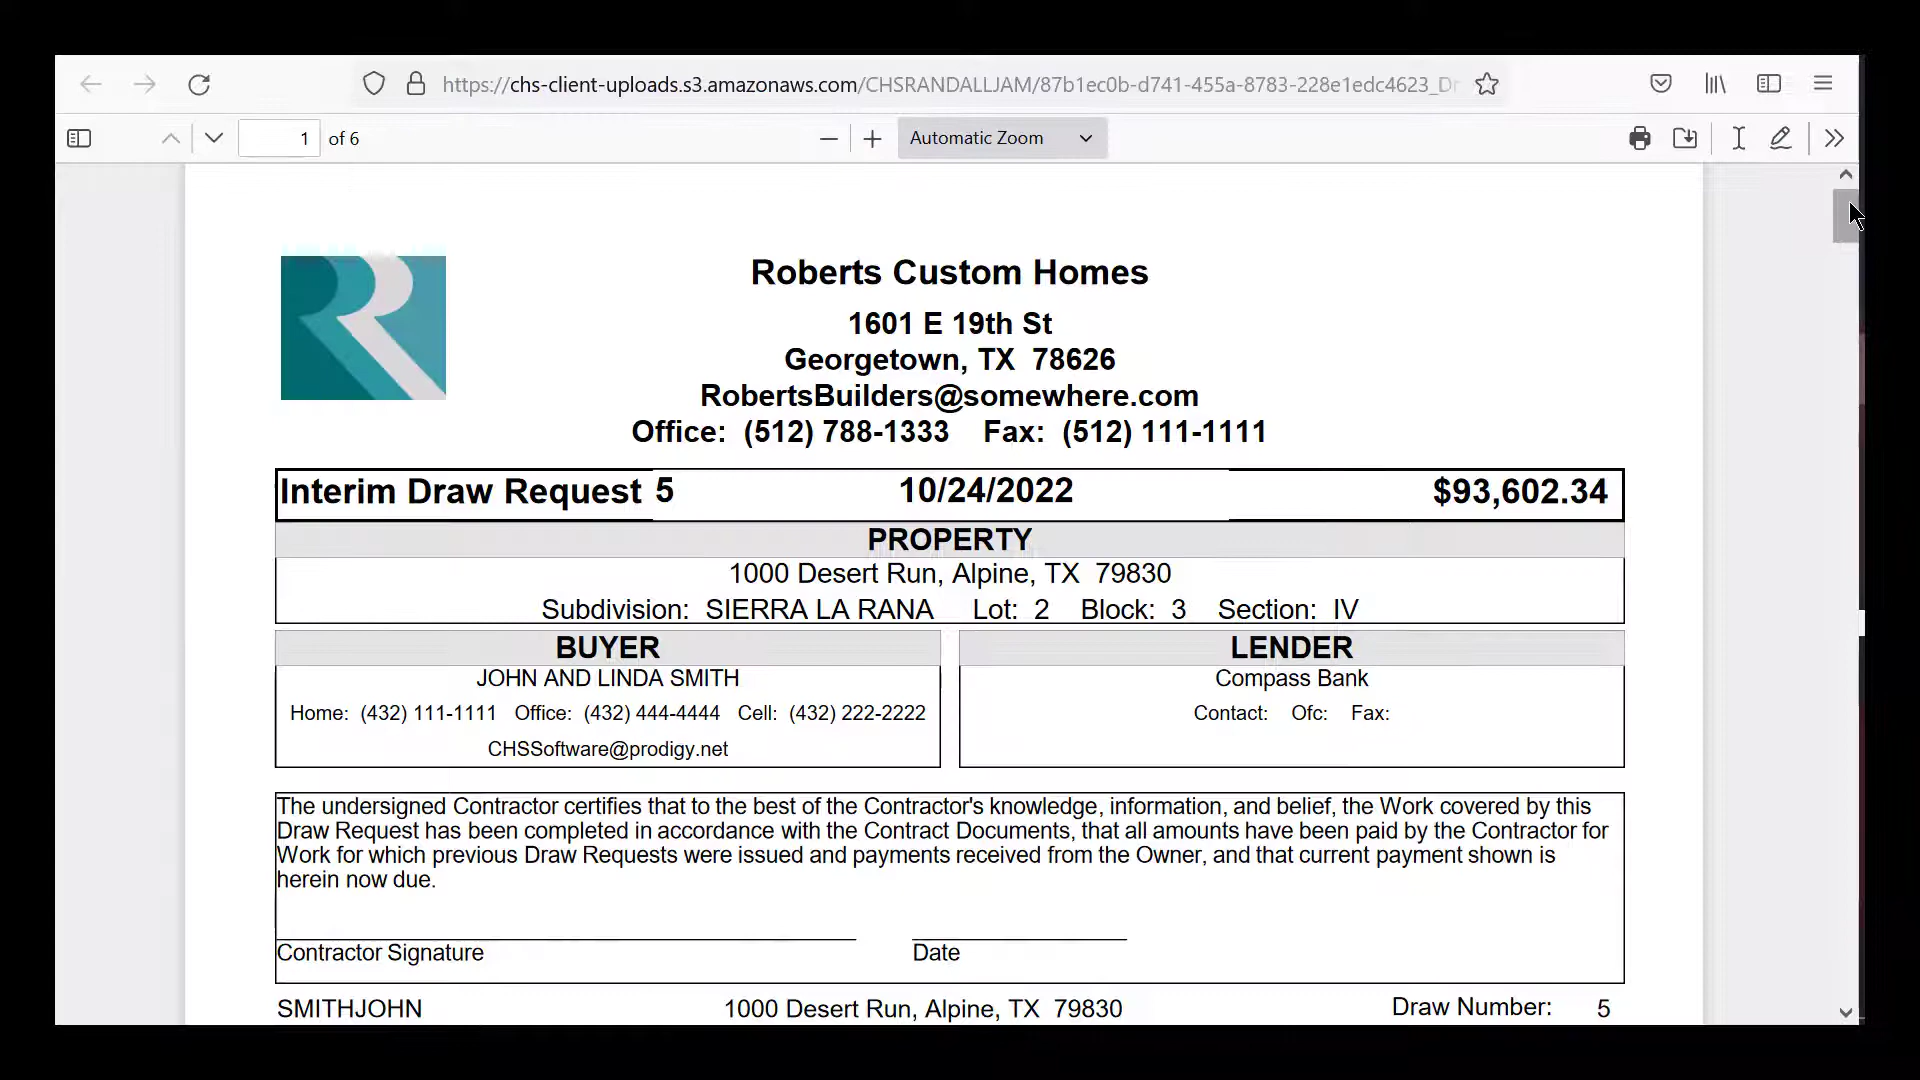 https://chs-client-uploads.s3.amazonaws.com/CHSRANDALLJAM/87b1ec0b-d741-455a-8783-228e1edc4623_Dr
1 of 6
Automatic Zoom
Roberts Custom Homes
1601 E 19th St
Georgetown, TX 78626
RobertsBuilders@somewhere.com
Office: (512) 788-1333 Fax: (512) 111-1111
Interim Draw Request 5 10/24/2022 $93,602.34
PROPERTY
1000 Desert Run, Alpine, TX 79830
Subdivision: SIERRA LA RANA Lot: 2 Block: 3 Section: IV
BUYER
JOHN AND LINDA SMITH
Home: (432) 111-1111 Office: (432) 444-4444 Cell: (432) 222-2222
CHSSoftware@prodigy.net
LENDER
Compass Bank
Contact: Ofc: Fax:
The undersigned Contractor certifies that to the best of the Contractor's knowledge, information, and belief, the Work covered by this
Draw Request has been completed in accordance with the Contract Documents, that all amounts have been paid by the Contractor for
Work for which previous Draw Requests were issued and payments received from the Owner, and that current payment shown is
herein now due.
Contractor Signature Date
SMITHJOHN 1000 Desert Run, Alpine, TX 79830 Draw Number: 5